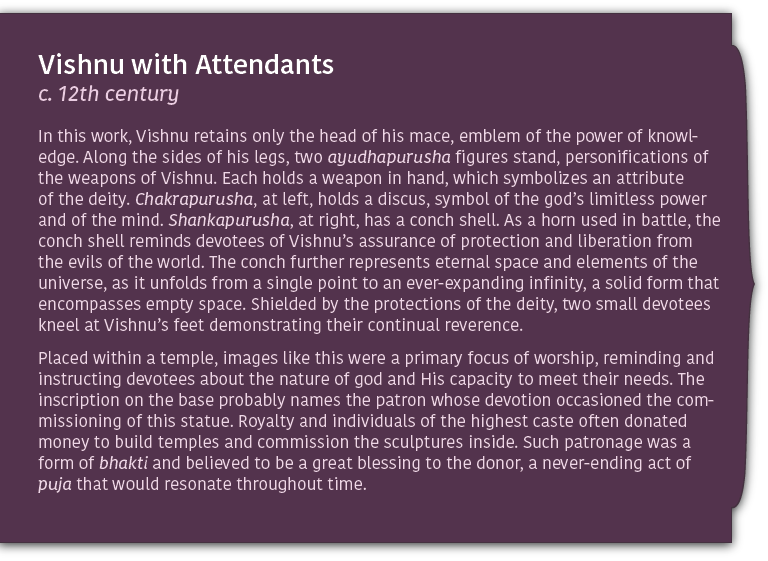 Vishnu with Attendants
c. 12th century
In this work, Vishnu retains only the head of his mace, emblem of the power of knowl-
edge. Along the sides of his legs, two ayudhapurusha figures stand, personifications of
the weapons of Vishnu. Each holds a weapon in hand, which symbolizes an attribute
of the deity. Chakrapurusha, at left, holds a discus, symbol of the god’s limitless power
and of the mind. Shankapurusha, at right, has a conch shell. As a horn used in battle, the
conch shell reminds devotees of Vishnu’s assurance of protection and liberation from
the evils of the world. The conch further represents eternal space and elements of the
universe, as it unfolds from a single point to an ever-expanding infinity, a solid form that
encompasses empty space. Shielded by the protections of the deity, two small devotees
kneel at Vishnu’s feet demonstrating their continual reverence.
Placed within a temple, images like this were a primary focus of worship, reminding and
instructing devotees about the nature of god and His capacity to meet their needs. The
inscription on the base probably names the patron whose devotion occasioned the com-
missioning of this statue. Royalty and individuals of the highest caste often donated
money to build temples and commission the sculptures inside. Such patronage was a
form of bhakti and believed to be a great blessing to the donor, a never-ending act of
puja that would resonate throughout time.